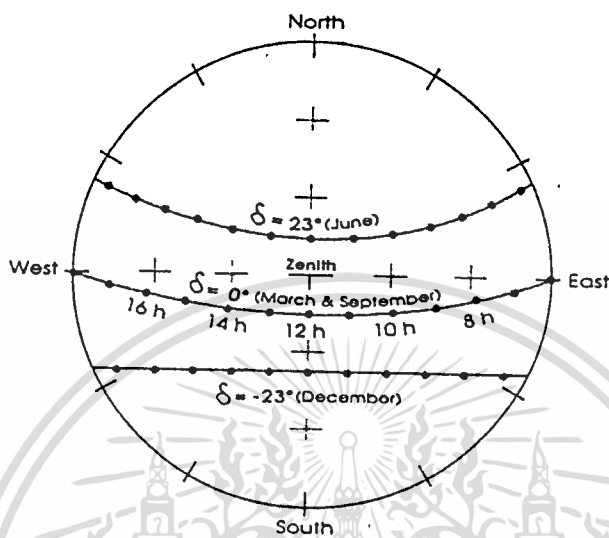 North
δ = 23° (June)
West
Zenith
East
δ = 0° (March & September)
16 h
14 h
12 h
10 h
8 h
δ = -23° (December)
South